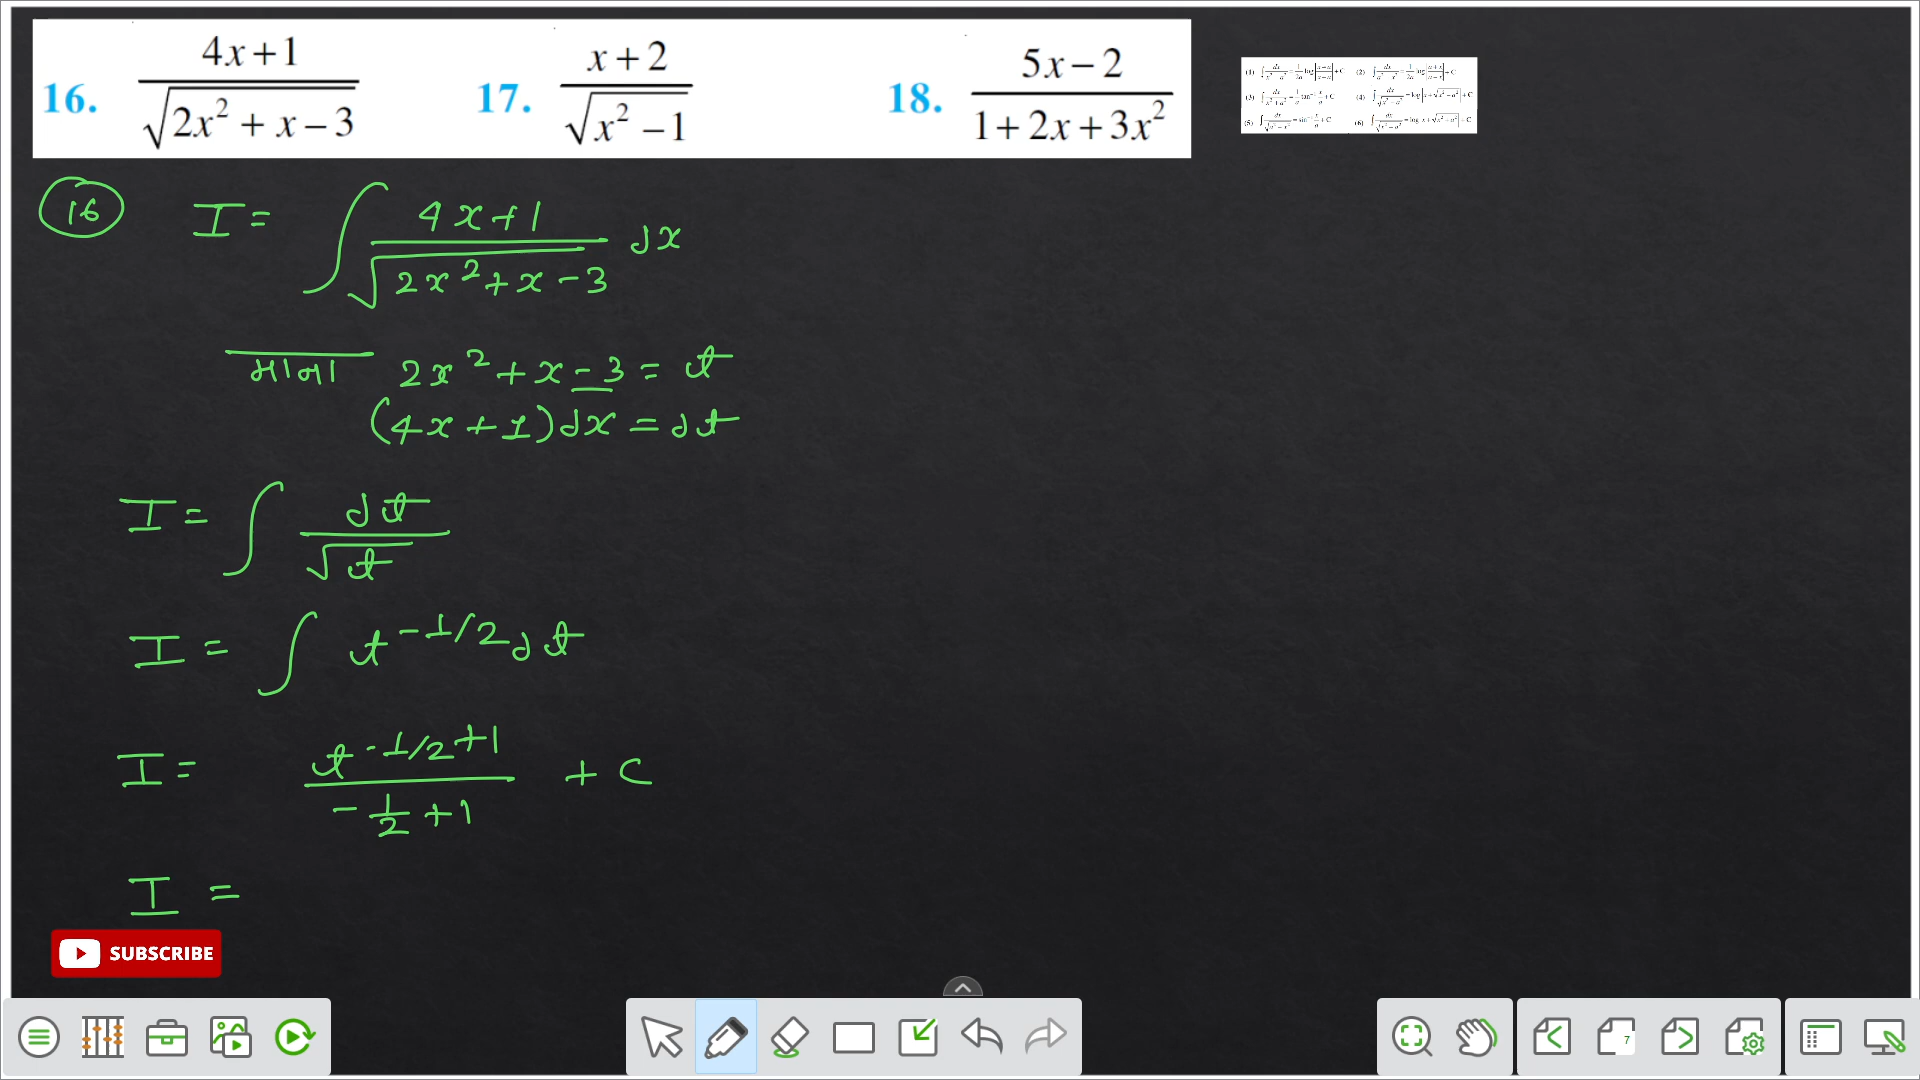 16. (4x+1)/√(2x² + x – 3) 17. (x+2)/√(x² –1) 18. (5x–2)/(1+2x+3x²)
16 I = ∫ (4x+1)/√(2x²+x-3) dx
माना 2x²+x-3 = t
(4x+1)dx = dt
I = ∫ dt/√t
I = ∫ t^(-1/2) dt
I = t^(-1/2+1)/(-1/2+1) + C
I =
SUBSCRIBE
7